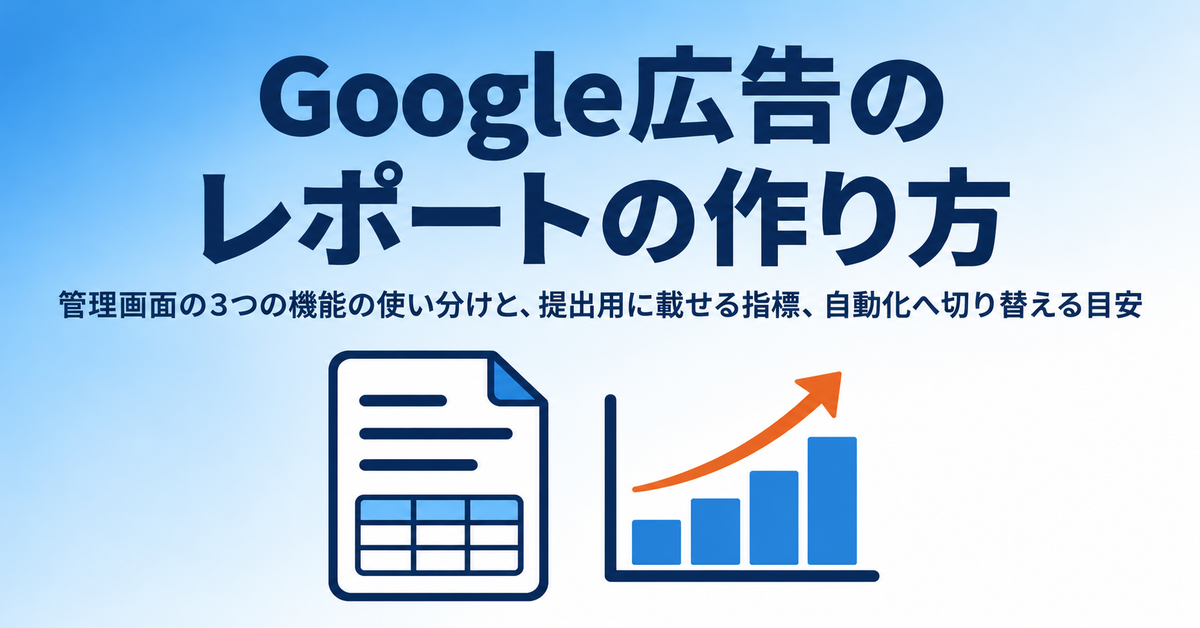 Google広告の
レポートの作り方
管理画面の3つの機能の使い分けと、提出用に載せる指標、自動化へ切り替える目安